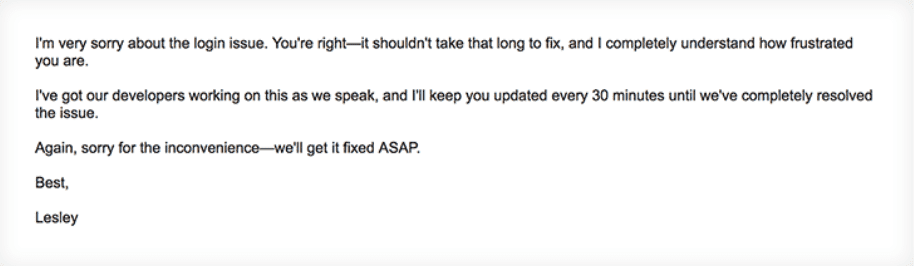 I'm very sorry about the login issue. You're right—it shouldn't take that long to fix, and I completely understand how frustrated
you are.
I've got our developers working on this as we speak, and I'll keep you updated every 30 minutes until we've completely resolved
the issue.
Again, sorry for the inconvenience—we'll get it fixed ASAP.
Best,
Lesley